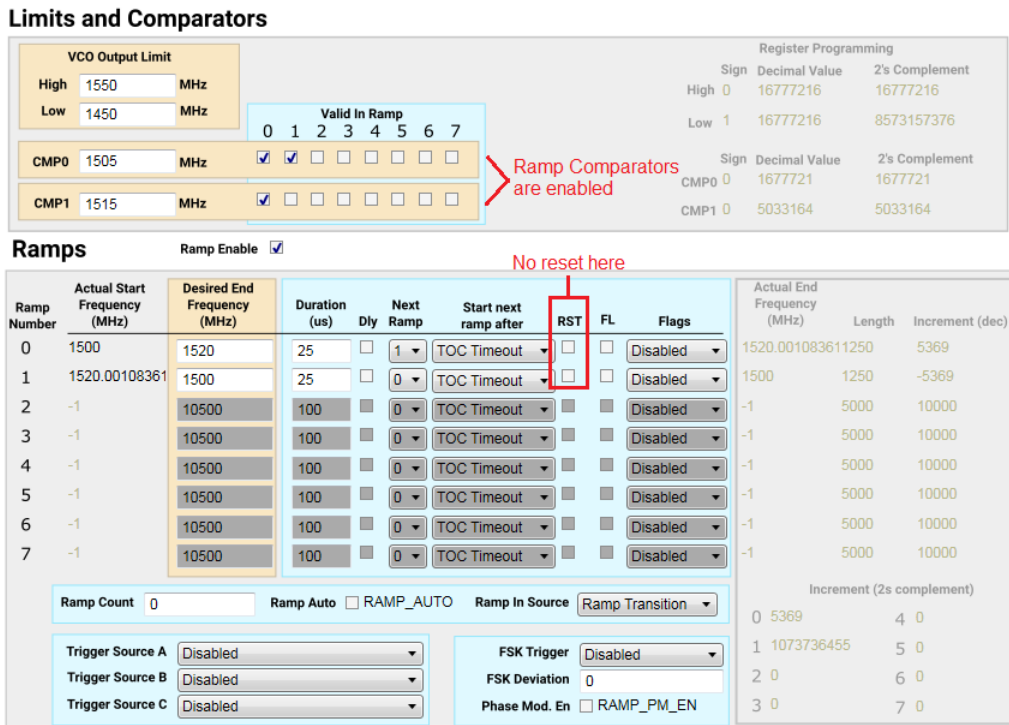 Limits and Comparators
VCO Output Limit
High 1550 MHz
Low 1450 MHz
Valid In Ramp
0 1 2 3 4 5 6 7
CMP0 1505 MHz
CMP1 1515 MHz
Ramp Comparators
are enabled
Register Programming
Sign Decimal Value 2's Complement
High 0 16777216 16777216
Low 1 16777216 8573157376
Sign Decimal Value 2's Complement
CMP0 0 1677721 1677721
CMP1 0 5033164 5033164
Ramps Ramp Enable
No reset here
Ramp Number
Actual Start Frequency (MHz)
Desired End Frequency (MHz)
Duration (us)
Dly
Next Ramp
Start next ramp after
RST
FL
Flags
Actual End Frequency (MHz)
Length
Increment (dec)
0 1500 1520 25 1 TOC Timeout Disabled 1520.001083611250 5369
1 1520.00108361 1500 25 0 TOC Timeout Disabled 1500 1250 -5369
2 -1 10500 100 0 TOC Timeout Disabled -1 5000 10000
3 -1 10500 100 0 TOC Timeout Disabled -1 5000 10000
4 -1 10500 100 0 TOC Timeout Disabled -1 5000 10000
5 -1 10500 100 0 TOC Timeout Disabled -1 5000 10000
6 -1 10500 100 0 TOC Timeout Disabled -1 5000 10000
7 -1 10500 100 0 TOC Timeout Disabled -1 5000 10000
Ramp Count 0 Ramp Auto RAMP_AUTO Ramp In Source Ramp Transition
Trigger Source A Disabled
Trigger Source B Disabled
Trigger Source C Disabled
FSK Trigger Disabled
FSK Deviation 0
Phase Mod. En RAMP_PM_EN
Increment (2s complement)
0 5369 4 0
1 1073736455 5 0
2 0 6 0
3 0 7 0